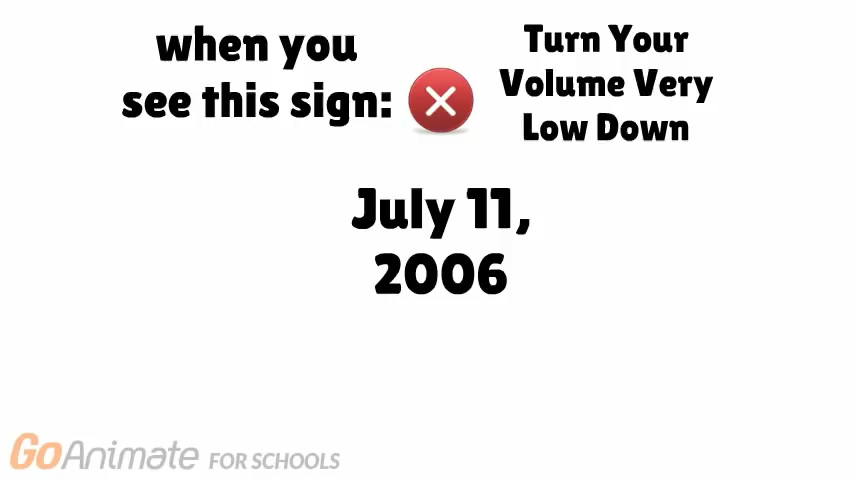 when you
see this sign:
Turn Your
Volume Very
Low Down
July 11,
2006
GoAnimate FOR SCHOOLS